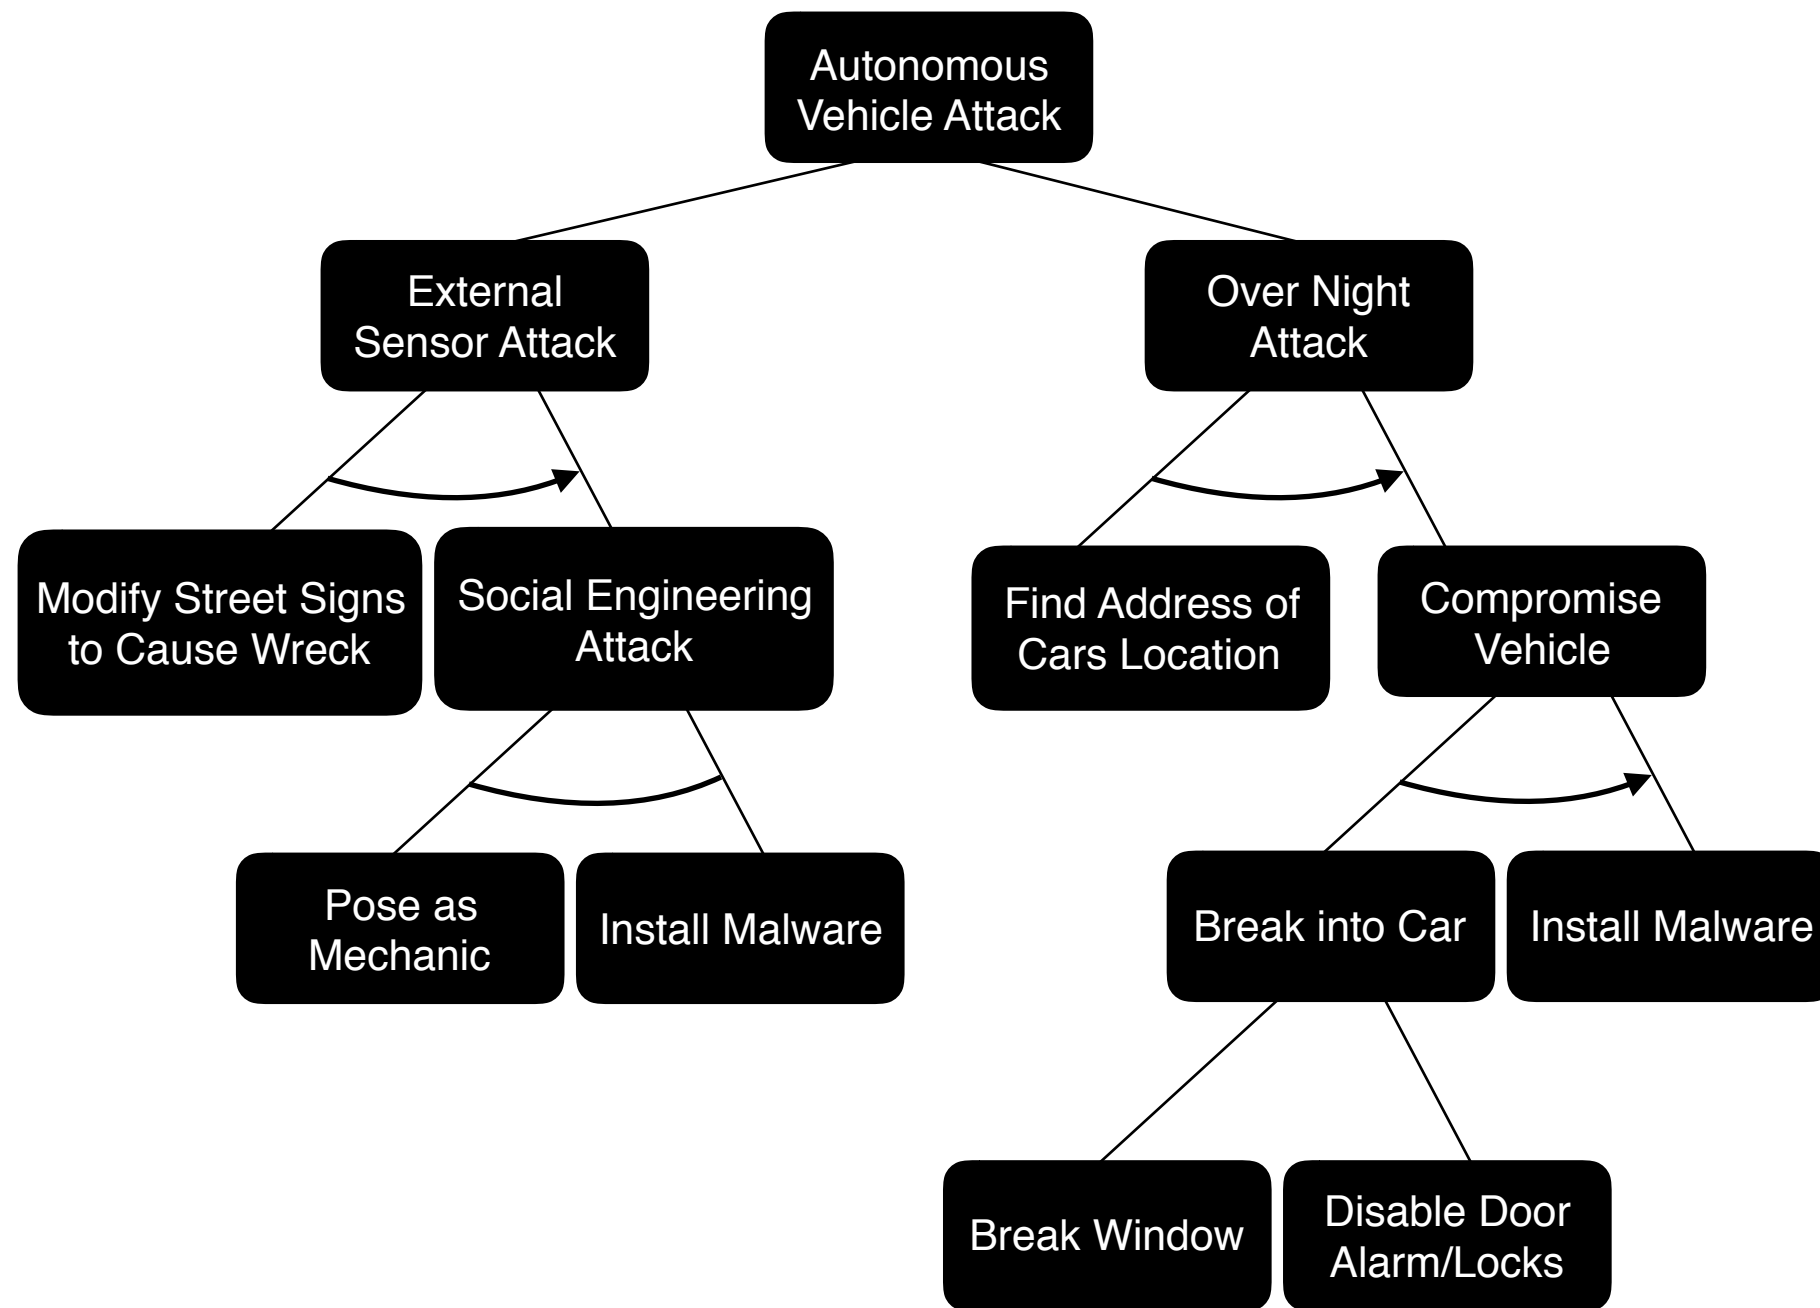 Autonomous
Vehicle Attack
External
Sensor Attack
Over Night
Attack
Modify Street Signs
to Cause Wreck
Social Engineering
Attack
Find Address of
Cars Location
Compromise
Vehicle
Pose as
Mechanic
Install Malware
Break into Car
Install Malware
Break Window
Disable Door
Alarm/Locks